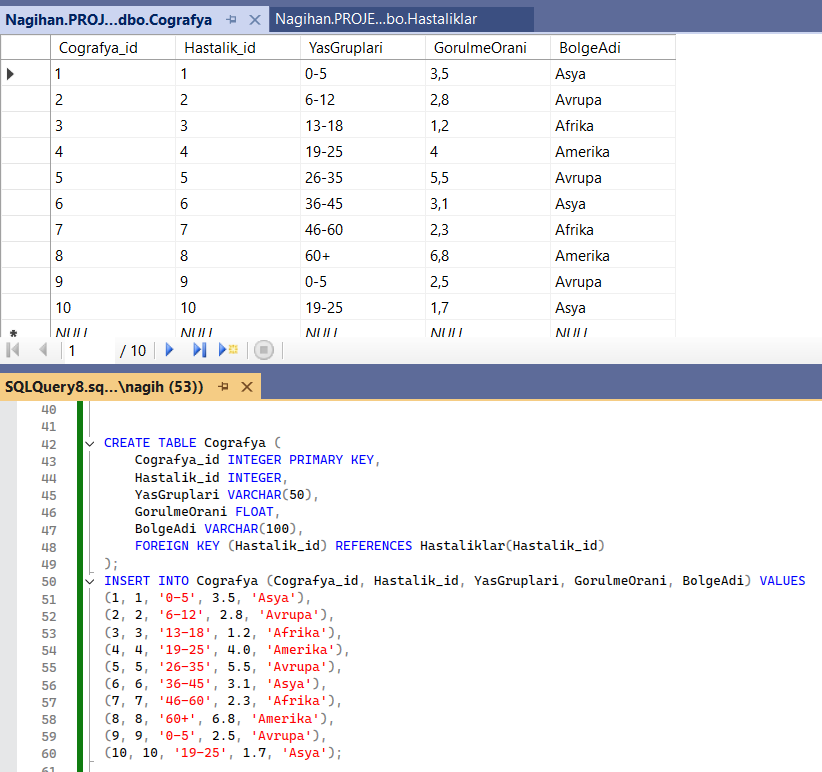 Nagihan.PROJ...dbo.Cografya Nagihan.PROJE...bo.Hastaliklar
Cografya_id Hastalik_id YasGruplari GorulmeOrani BolgeAdi
1 1 0-5 3,5 Asya
2 2 6-12 2,8 Avrupa
3 3 13-18 1,2 Afrika
4 4 19-25 4 Amerika
5 5 26-35 5,5 Avrupa
6 6 36-45 3,1 Asya
7 7 46-60 2,3 Afrika
8 8 60+ 6,8 Amerika
9 9 0-5 2,5 Avrupa
10 10 19-25 1,7 Asya
* NULL NULL NULL NULL NULL
1 / 10
SQLQuery8.sq...\nagih (53))
40
41
42 CREATE TABLE Cografya (
43 Cografya_id INTEGER PRIMARY KEY,
44 Hastalik_id INTEGER,
45 YasGruplari VARCHAR(50),
46 GorulmeOrani FLOAT,
47 BolgeAdi VARCHAR(100),
48 FOREIGN KEY (Hastalik_id) REFERENCES Hastaliklar(Hastalik_id)
49 );
50 INSERT INTO Cografya (Cografya_id, Hastalik_id, YasGruplari, GorulmeOrani, BolgeAdi) VALUES
51 (1, 1, '0-5', 3.5, 'Asya'),
52 (2, 2, '6-12', 2.8, 'Avrupa'),
53 (3, 3, '13-18', 1.2, 'Afrika'),
54 (4, 4, '19-25', 4.0, 'Amerika'),
55 (5, 5, '26-35', 5.5, 'Avrupa'),
56 (6, 6, '36-45', 3.1, 'Asya'),
57 (7, 7, '46-60', 2.3, 'Afrika'),
58 (8, 8, '60+', 6.8, 'Amerika'),
59 (9, 9, '0-5', 2.5, 'Avrupa'),
60 (10, 10, '19-25', 1.7, 'Asya');
61